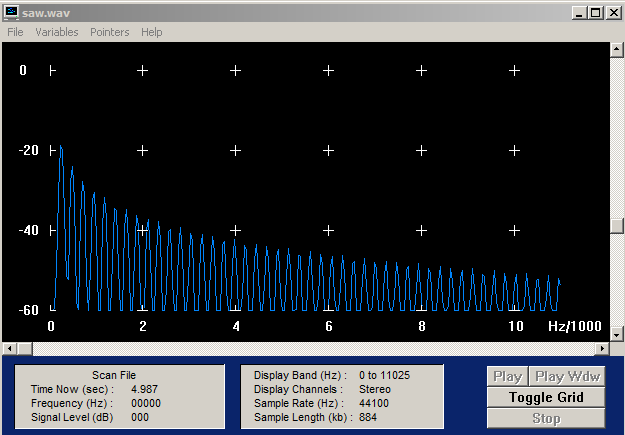 saw.wav
File Variables Pointers Help
0
-20
-40
-60
0 2 4 6 8 10 Hz/1000
Scan File
Time Now (sec) : 4.987
Frequency (Hz) : 00000
Signal Level (dB) 000
Display Band (Hz) : 0 to 11025
Display Channels : Stereo
Sample Rate (Hz) : 44100
Sample Length (kb) : 884
Play Play Wdw
Toggle Grid
Stop